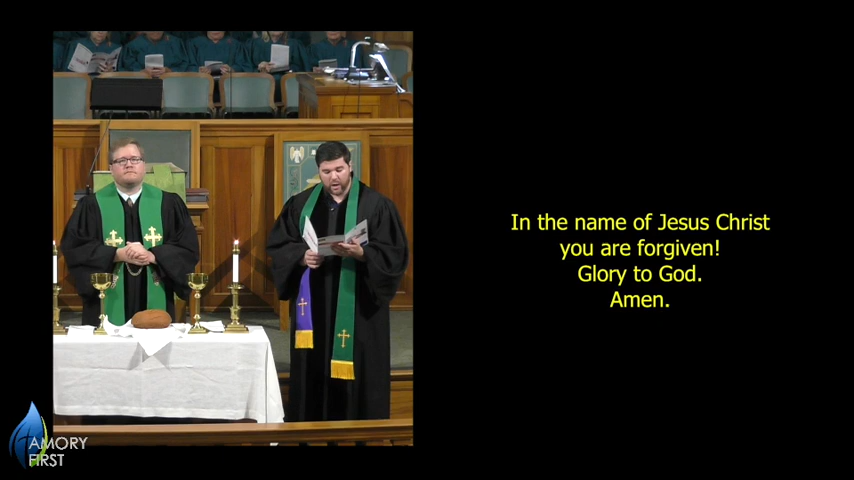 In the name of Jesus Christ
you are forgiven!
Glory to God.
Amen.
AMORY
FIRST